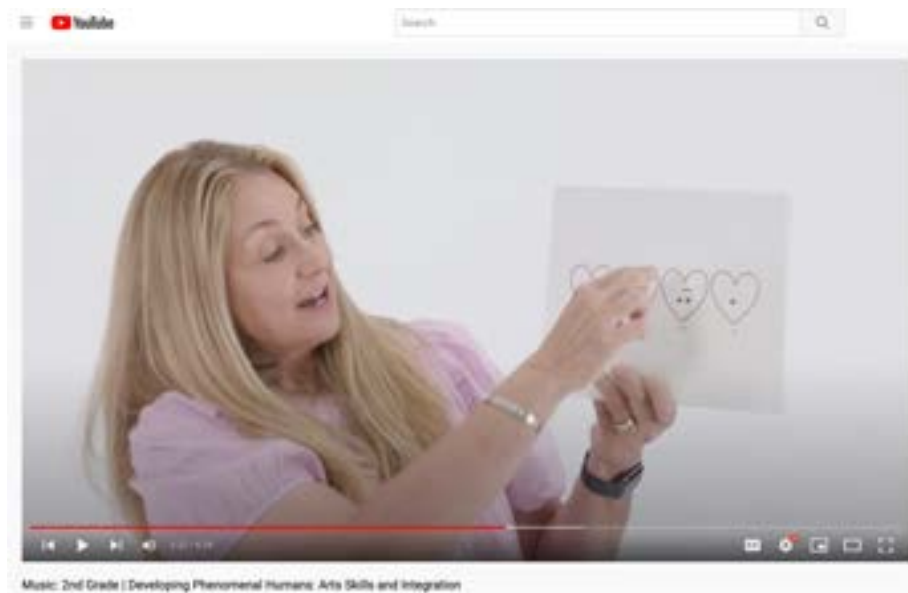 YouTube
Search
Music: 2nd Grade | Developing Phenomenal Humans: Arts Skills and Integration